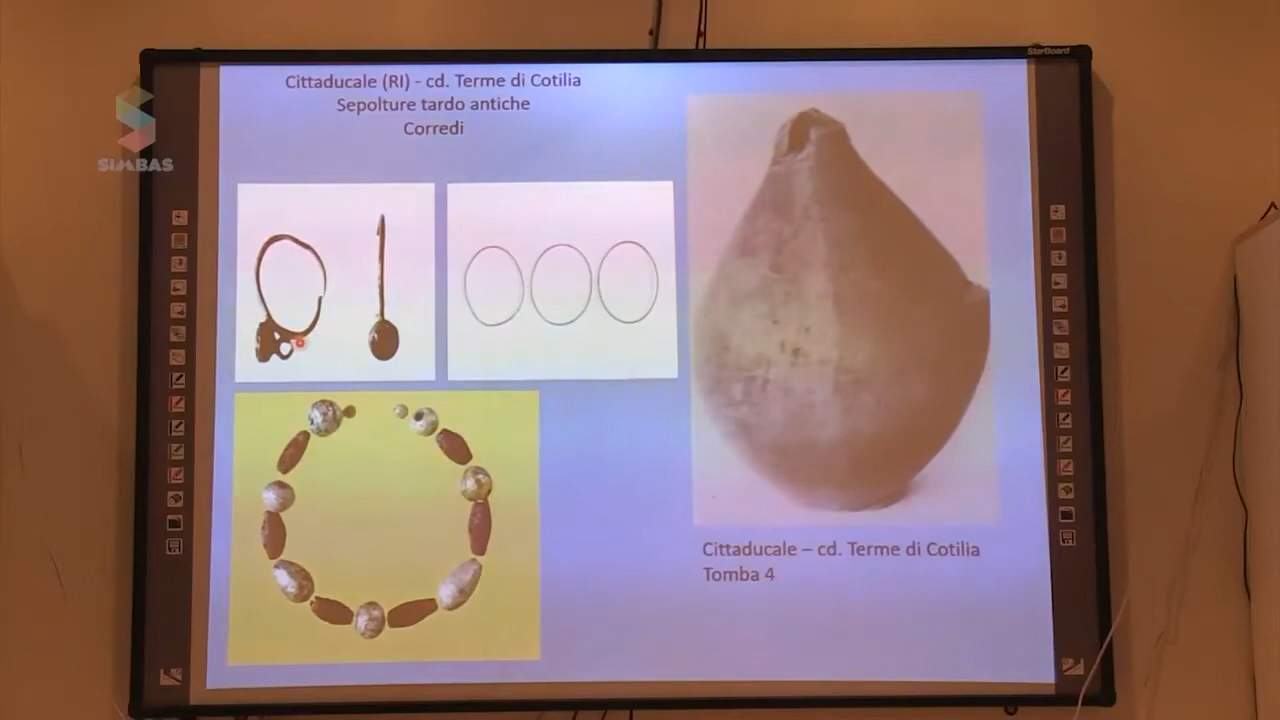 StarBoard
SIMBAS
Cittaducale (RI) - cd. Terme di Cotilia
Sepolture tardo antiche
Corredi
Cittaducale – cd. Terme di Cotilia
Tomba 4